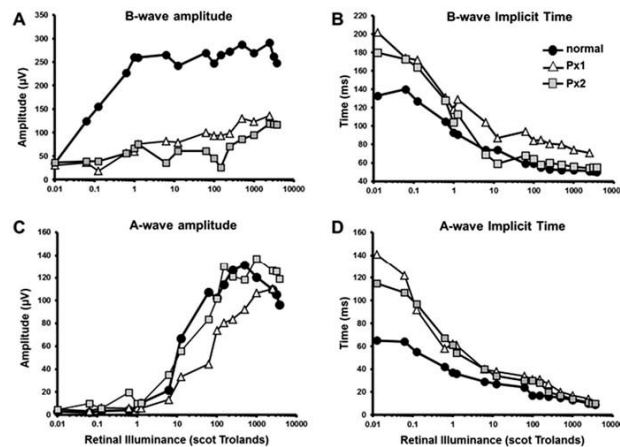 A
B-wave amplitude
Amplitude (µV)
350
300
250
200
150
100
50
0
0.01 0.1 1 10 100 1000 10000
B
B-wave Implicit Time
Time (ms)
220
200
180
160
140
120
100
80
60
40
0.01 0.1 1 10 100 1000
normal
Px1
Px2
C
A-wave amplitude
Amplitude (µV)
160
140
120
100
80
60
40
20
0
0.01 0.1 1 10 100 1000 10000
Retinal Illuminance (scot Trolands)
D
A-wave Implicit Time
Time (ms)
160
140
120
100
80
60
40
20
0
0.01 0.1 1 10 100 1000
Retinal Illuminance (scot Trolands)